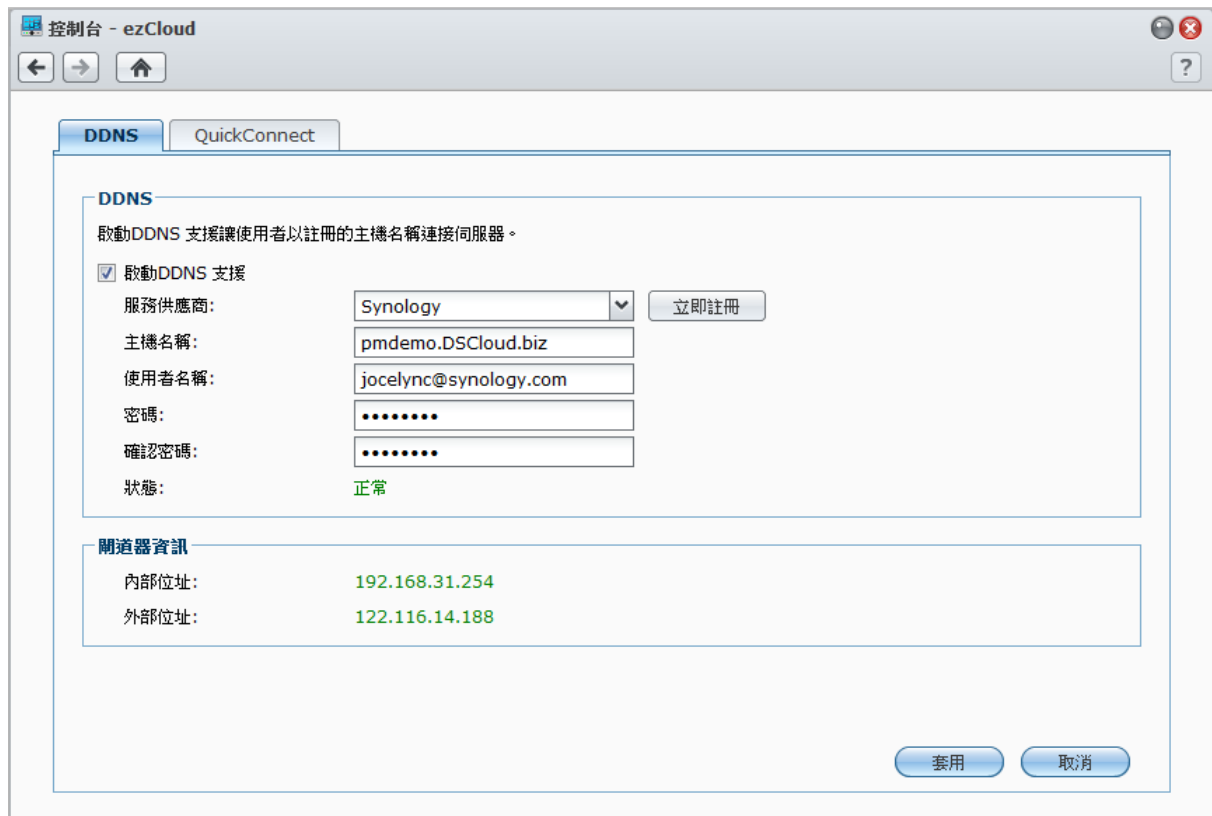 控制台 - ezCloud
?
DDNS QuickConnect
DDNS
啟動DDNS 支援讓使用者以註冊的主機名稱連接伺服器。
啟動DDNS 支援
服務供應商: Synology 立即註冊
主機名稱: pmdemo.DSCloud.biz
使用者名稱: jocelync@synology.com
密碼: ••••••••
確認密碼: ••••••••
狀態: 正常
閘道器資訊
內部位址: 192.168.31.254
外部位址: 122.116.14.188
套用 取消